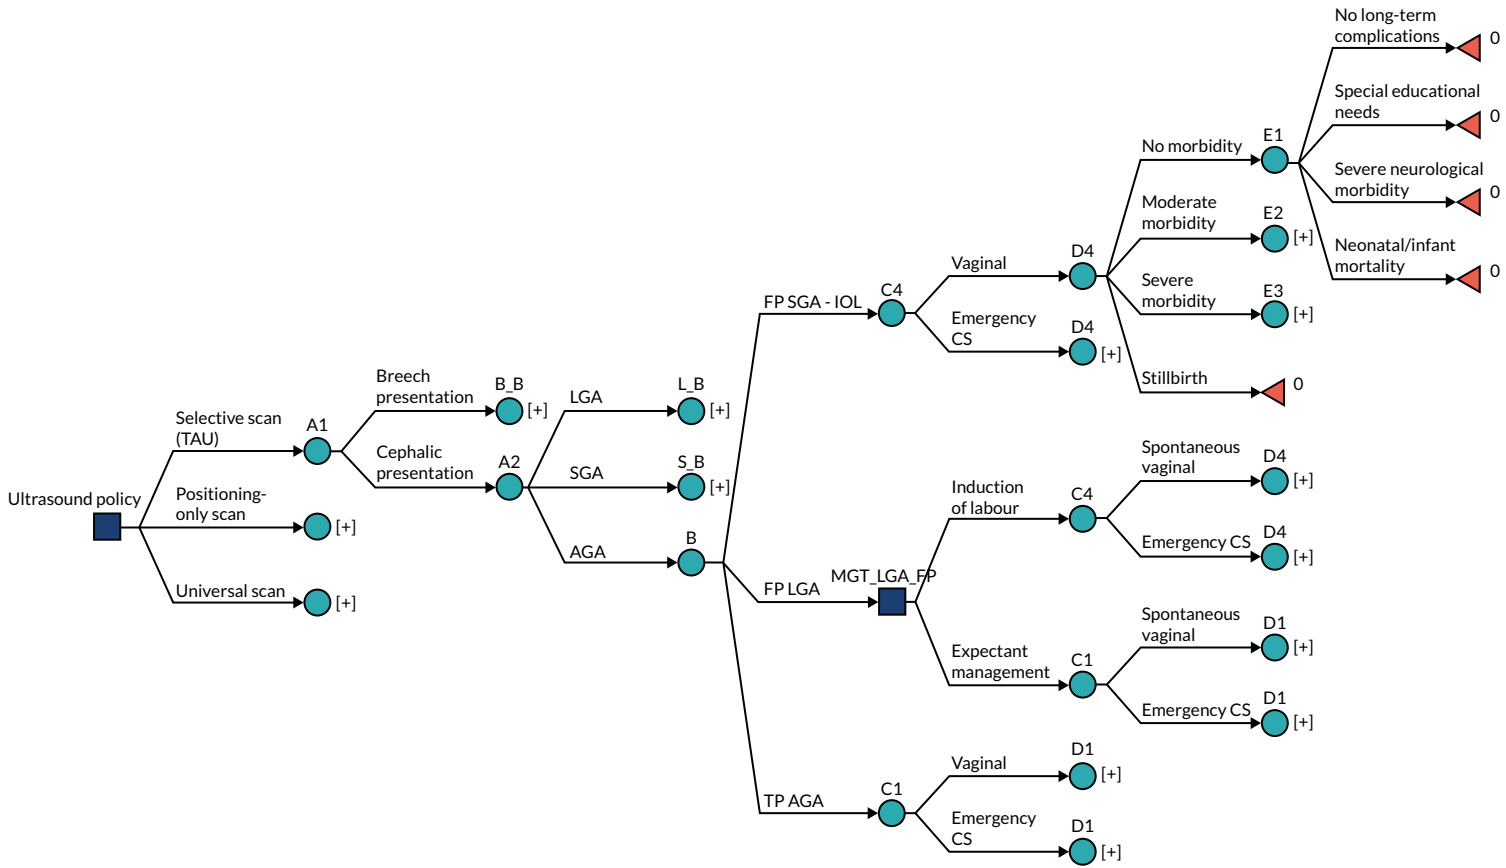 Ultrasound policy
Selective scan
(TAU)
A1
Positioning-
only scan
[+]
Universal scan
[+]
Breech
presentation
B_B
[+]
Cephalic
presentation
A2
LGA
L_B
[+]
SGA
S_B
[+]
AGA
B
FP SGA - IOL
C4
Vaginal
D4
Emergency
CS
D4
[+]
No morbidity
E1
Moderate
morbidity
E2
[+]
Severe
morbidity
E3
[+]
Stillbirth
0
No long-term
complications
0
Special educational
needs
0
Severe neurological
morbidity
0
Neonatal/infant
mortality
0
FP LGA
MGT_LGA_FP
Induction
of labour
C4
Spontaneous
vaginal
D4
[+]
Emergency CS
D4
[+]
Expectant
management
C1
Spontaneous
vaginal
D1
[+]
Emergency CS
D1
[+]
TP AGA
C1
Vaginal
D1
[+]
Emergency
CS
D1
[+]